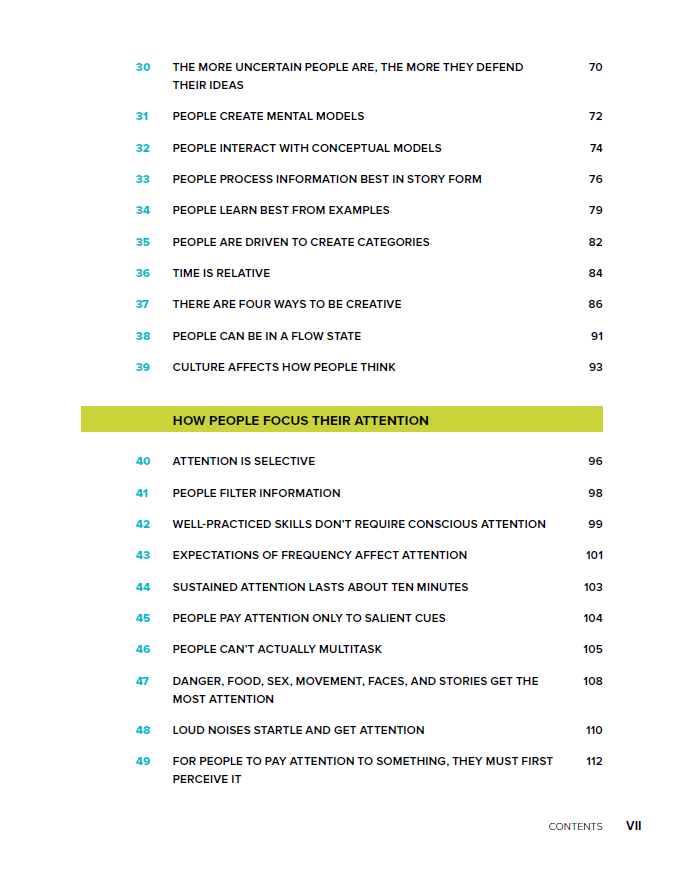 30 THE MORE UNCERTAIN PEOPLE ARE, THE MORE THEY DEFEND 70
THEIR IDEAS
31 PEOPLE CREATE MENTAL MODELS 72
32 PEOPLE INTERACT WITH CONCEPTUAL MODELS 74
33 PEOPLE PROCESS INFORMATION BEST IN STORY FORM 76
34 PEOPLE LEARN BEST FROM EXAMPLES 79
35 PEOPLE ARE DRIVEN TO CREATE CATEGORIES 82
36 TIME IS RELATIVE 84
37 THERE ARE FOUR WAYS TO BE CREATIVE 86
38 PEOPLE CAN BE IN A FLOW STATE 91
39 CULTURE AFFECTS HOW PEOPLE THINK 93
HOW PEOPLE FOCUS THEIR ATTENTION
40 ATTENTION IS SELECTIVE 96
41 PEOPLE FILTER INFORMATION 98
42 WELL-PRACTICED SKILLS DON'T REQUIRE CONSCIOUS ATTENTION 99
43 EXPECTATIONS OF FREQUENCY AFFECT ATTENTION 101
44 SUSTAINED ATTENTION LASTS ABOUT TEN MINUTES 103
45 PEOPLE PAY ATTENTION ONLY TO SALIENT CUES 104
46 PEOPLE CAN'T ACTUALLY MULTITASK 105
47 DANGER, FOOD, SEX, MOVEMENT, FACES, AND STORIES GET THE 108
MOST ATTENTION
48 LOUD NOISES STARTLE AND GET ATTENTION 110
49 FOR PEOPLE TO PAY ATTENTION TO SOMETHING, THEY MUST FIRST 112
PERCEIVE IT
CONTENTS VII